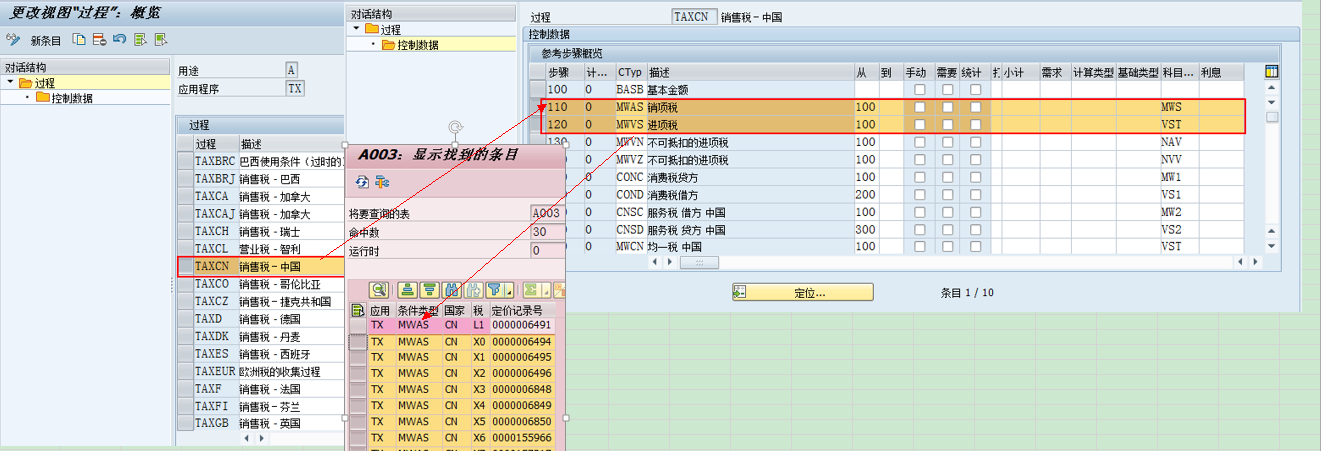 更改视图"过程": 概览
新条目
对话结构
过程
控制数据
用途 A
应用程序 TX
过程
过程 描述
TAXBRC 巴西使用条件（过时的
TAXBRJ 销售税 - 巴西
TAXCA 销售税 - 加拿大
TAXCAJ 销售税 - 加拿大
TAXCH 销售税 - 瑞士
TAXCL 营业税 - 智利
TAXCN 销售税 - 中国
TAXCO 销售税 - 哥伦比亚
TAXCZ 销售税 - 捷克共和国
TAXD 销售税 - 德国
TAXDK 销售税 - 丹麦
TAXES 销售税 - 西班牙
TAXEUR 欧洲税的收集过程
TAXF 销售税 - 法国
TAXFI 销售税 - 芬兰
TAXGB 销售税 - 英国
对话结构
过程
控制数据
A003: 显示找到的条目
将要查询的表 A003
命中数 30
运行时 0
应用 条件类型 国家 税 定价记录号
TX MWAS CN L1 0000006491
TX MWAS CN X0 0000006494
TX MWAS CN X1 0000006495
TX MWAS CN X2 0000006496
TX MWAS CN X3 0000006848
TX MWAS CN X4 0000006849
TX MWAS CN X5 0000006850
TX MWAS CN X6 0000155966
过程 TAXCN 销售税 - 中国
控制数据
参考步骤概览
步骤 计... CTyp 描述 从 到 手动 需要 统计 打 小计 需求 计算类型 基础类型 科目... 利息
100 0 BASB 基本金额
110 0 MWAS 销项税 100 MWS
120 0 MWVS 进项税 100 VST
130 0 MWVN 不可抵扣的进项税 100 NAV
0 MWVZ 不可抵扣的进项税 100 NVV
0 CONC 消费税贷方 100 MW1
0 COND 消费税借方 200 VS1
0 CNSC 服务税 借方 中国 100 MW2
0 CNSD 服务税 贷方 中国 300 VS2
0 MWCN 均一税 中国 100 VST
定位... 条目 1 / 10